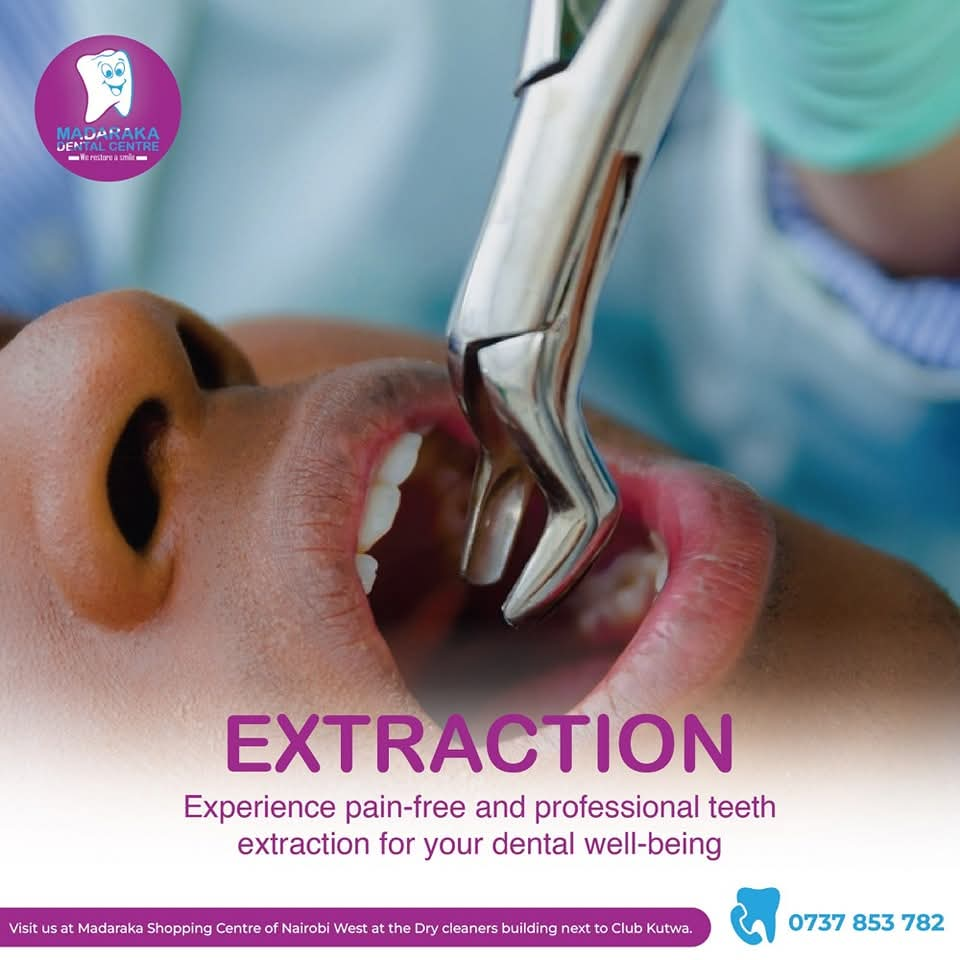 MADARAKA
DENTAL CENTRE
We restore a smile
EXTRACTION
Experience pain-free and professional teeth
extraction for your dental well-being
Visit us at Madaraka Shopping Centre of Nairobi West at the Dry cleaners building next to Club Kutwa.
0737 853 782